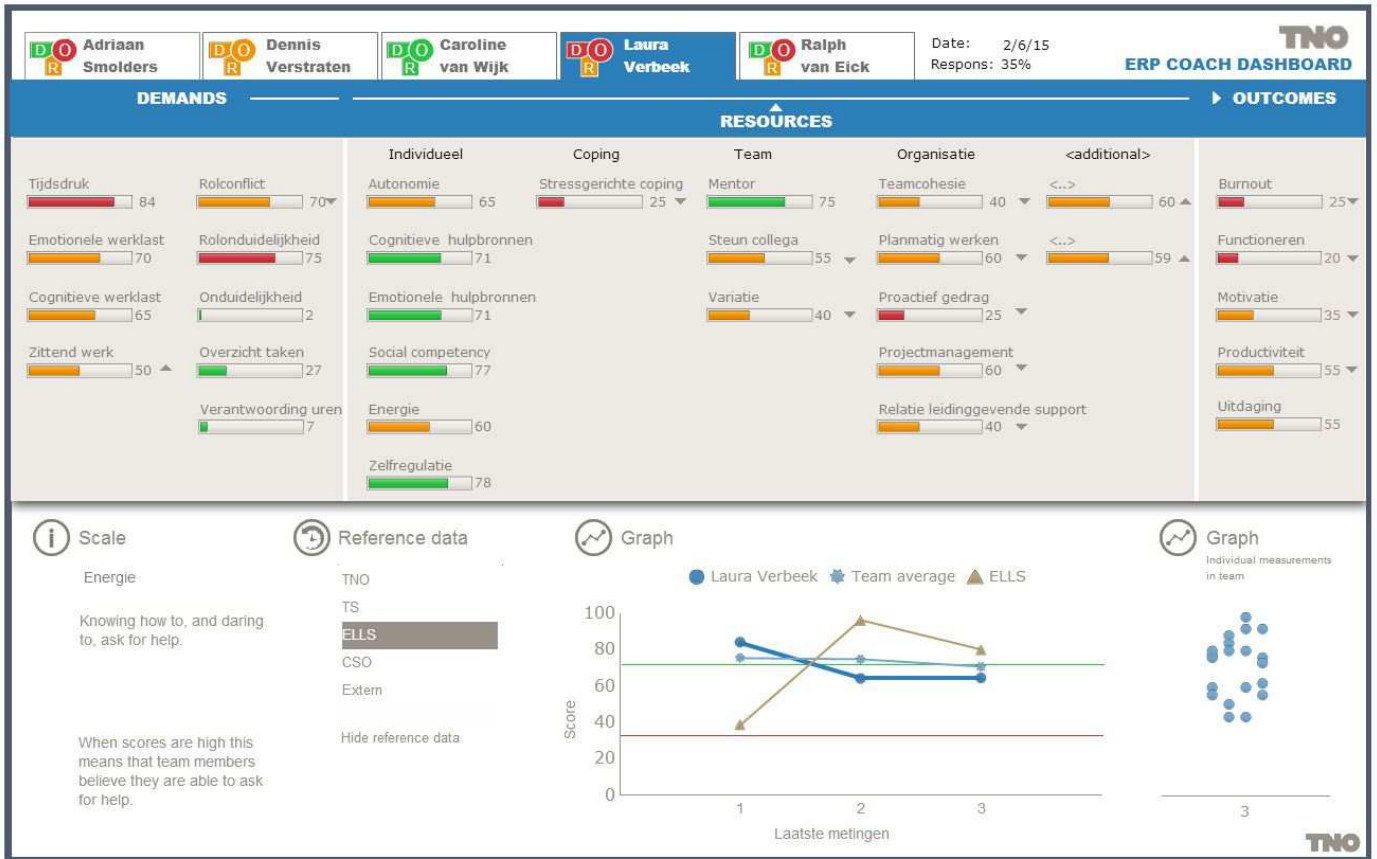 D O R Adriaan Smolders
D O R Dennis Verstraten
D O R Caroline van Wijk
D O R Laura Verbeek
D O R Ralph van Eick
Date: 2/6/15
Respons: 35%
TNO
ERP COACH DASHBOARD
DEMANDS
RESOURCES
OUTCOMES
Individueel
Coping
Team
Organisatie
<additional>
Tijdsdruk
84
Rolconflict
70
Autonomie
65
Stressgerichte coping
25
Mentor
75
Teamcohesie
40
<..>
60
Burnout
25
Emotionele werklast
70
Rolonduidelijkheid
75
Cognitieve hulpbronnen
71
Steun collega
55
Planmatig werken
60
<..>
59
Functioneren
20
Cognitieve werklast
65
Onduidelijkheid
2
Emotionele hulpbronnen
71
Variatie
40
Proactief gedrag
25
Motivatie
35
Zittend werk
50
Overzicht taken
27
Social competency
77
Projectmanagement
60
Productiviteit
55
Verantwoording uren
7
Energie
60
Relatie leidinggevende support
40
Uitdaging
55
Zelfregulatie
78
i Scale
Energie
Knowing how to, and daring
to, ask for help.
When scores are high this
means that team members
believe they are able to ask
for help.
Reference data
TNO
TS
ELLS
CSO
Extern
Hide reference data
Graph
Laura Verbeek Team average ELLS
100
80
60
40
20
0
Score
1 2 3
Laatste metingen
Graph
Individual measurements
in team
3
TNO